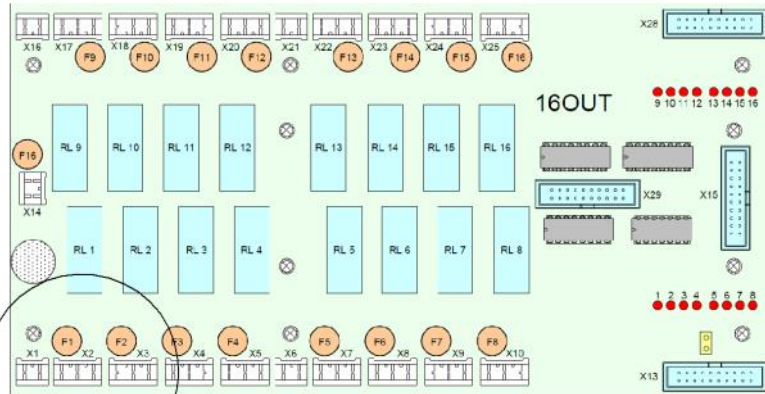 X16 X17 X18 X19 X20 X21 X22 X23 X24 X25 X28
F9 F10 F11 F12 F13 F14 F15 F16
16OUT
9 10 11 12 13 14 15 16
RL 9 RL 10 RL 11 RL 12 RL 13 RL 14 RL 15 RL 16
F16
X14
X29 X15
RL 1 RL 2 RL 3 RL 4 RL 5 RL 6 RL 7 RL 8
1 2 3 4 5 6 7 8
F1 F2 F3 F4 F5 F6 F7 F8
X1 X2 X3 X4 X5 X6 X7 X8 X9 X10
X13